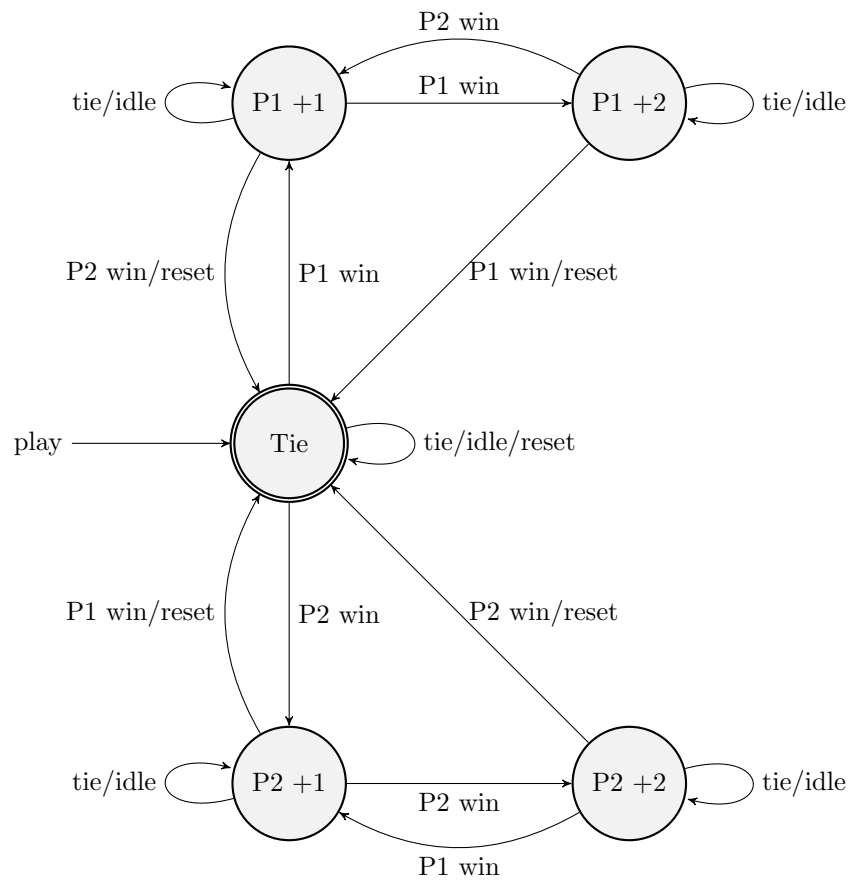 P2 win
tie/idle
P1 +1
P1 win
P1 +2
tie/idle
P2 win/reset
P1 win
P1 win/reset
play
Tie
tie/idle/reset
P1 win/reset
P2 win
P2 win/reset
tie/idle
P2 +1
P2 win
P2 +2
tie/idle
P1 win